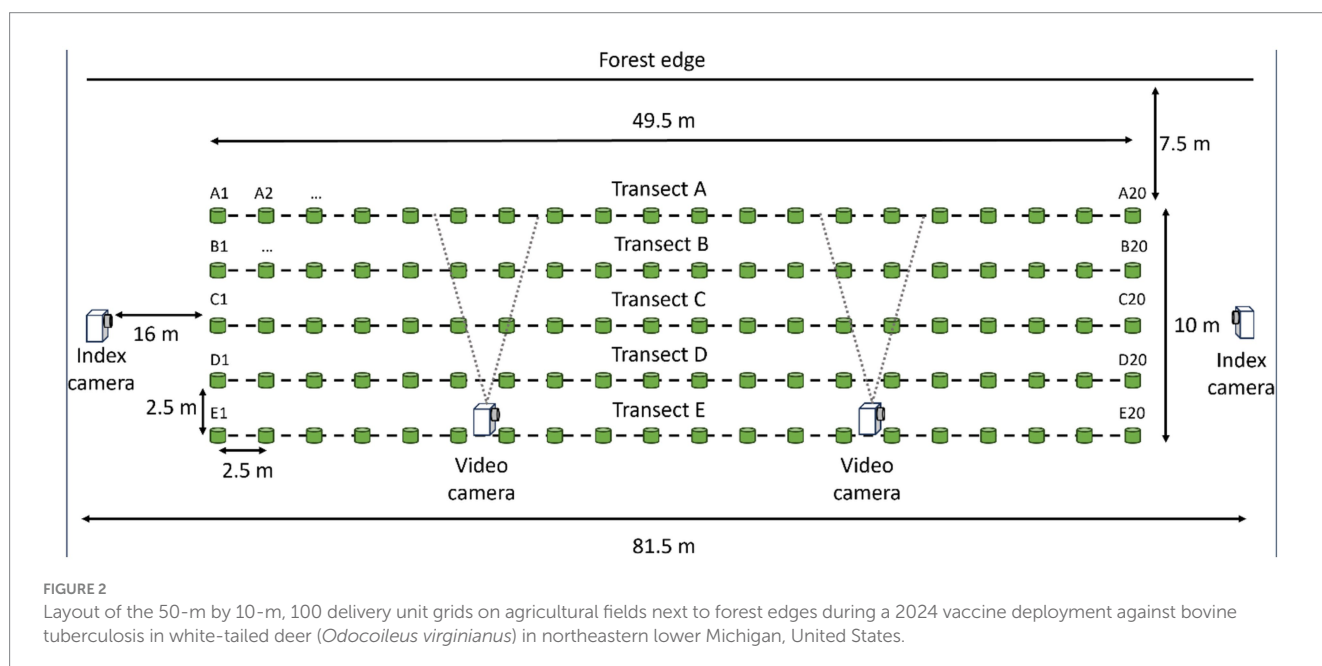 Forest edge
49.5 m
7.5 m
A1 A2 ... Transect A A20
B1 ... Transect B B20
C1 Transect C C20
16 m
10 m
Index
camera
Index
camera
D1 Transect D D20
2.5 m
E1 Transect E E20
2.5 m
Video
camera
Video
camera
81.5 m
FIGURE 2
Layout of the 50-m by 10-m, 100 delivery unit grids on agricultural fields next to forest edges during a 2024 vaccine deployment against bovine
tuberculosis in white-tailed deer (Odocoileus virginianus) in northeastern lower Michigan, United States.